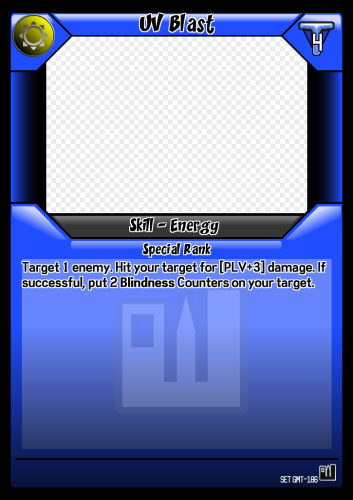 UV Blast
4
Skill - Energy
Special Rank
Target 1 enemy. Hit your target for [PLV+3] damage. If
successful, put 2 Blindness Counters on your target.
SET GMT-186